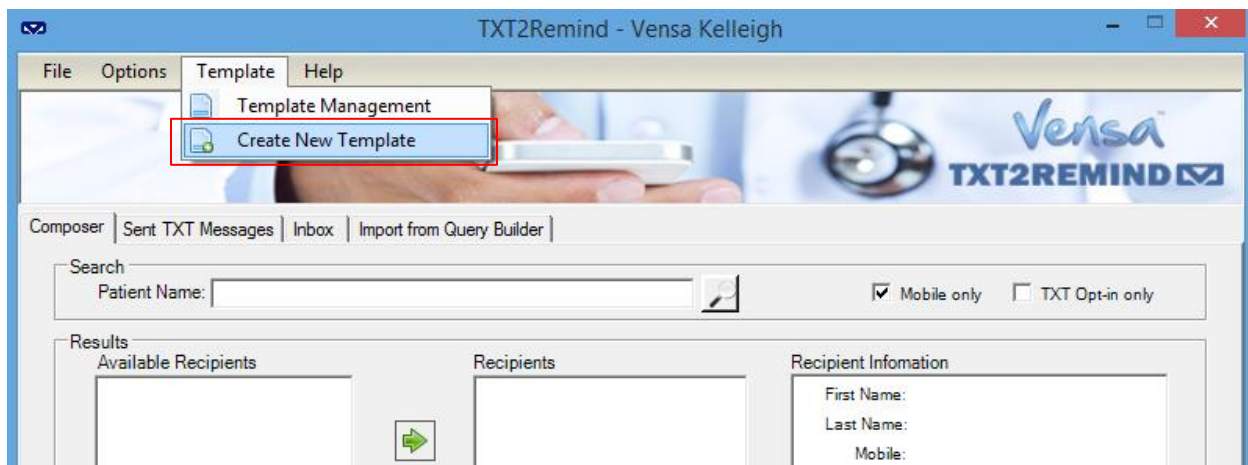 TXT2Remind - Vensa Kelleigh
File Options Template Help
Template Management
Create New Template
Vensa
TXT2REMIND
Composer Sent TXT Messages Inbox Import from Query Builder
Search
Patient Name: Mobile only TXT Opt-in only
Results
Available Recipients Recipients Recipient Infomation
First Name:
Last Name:
Mobile: